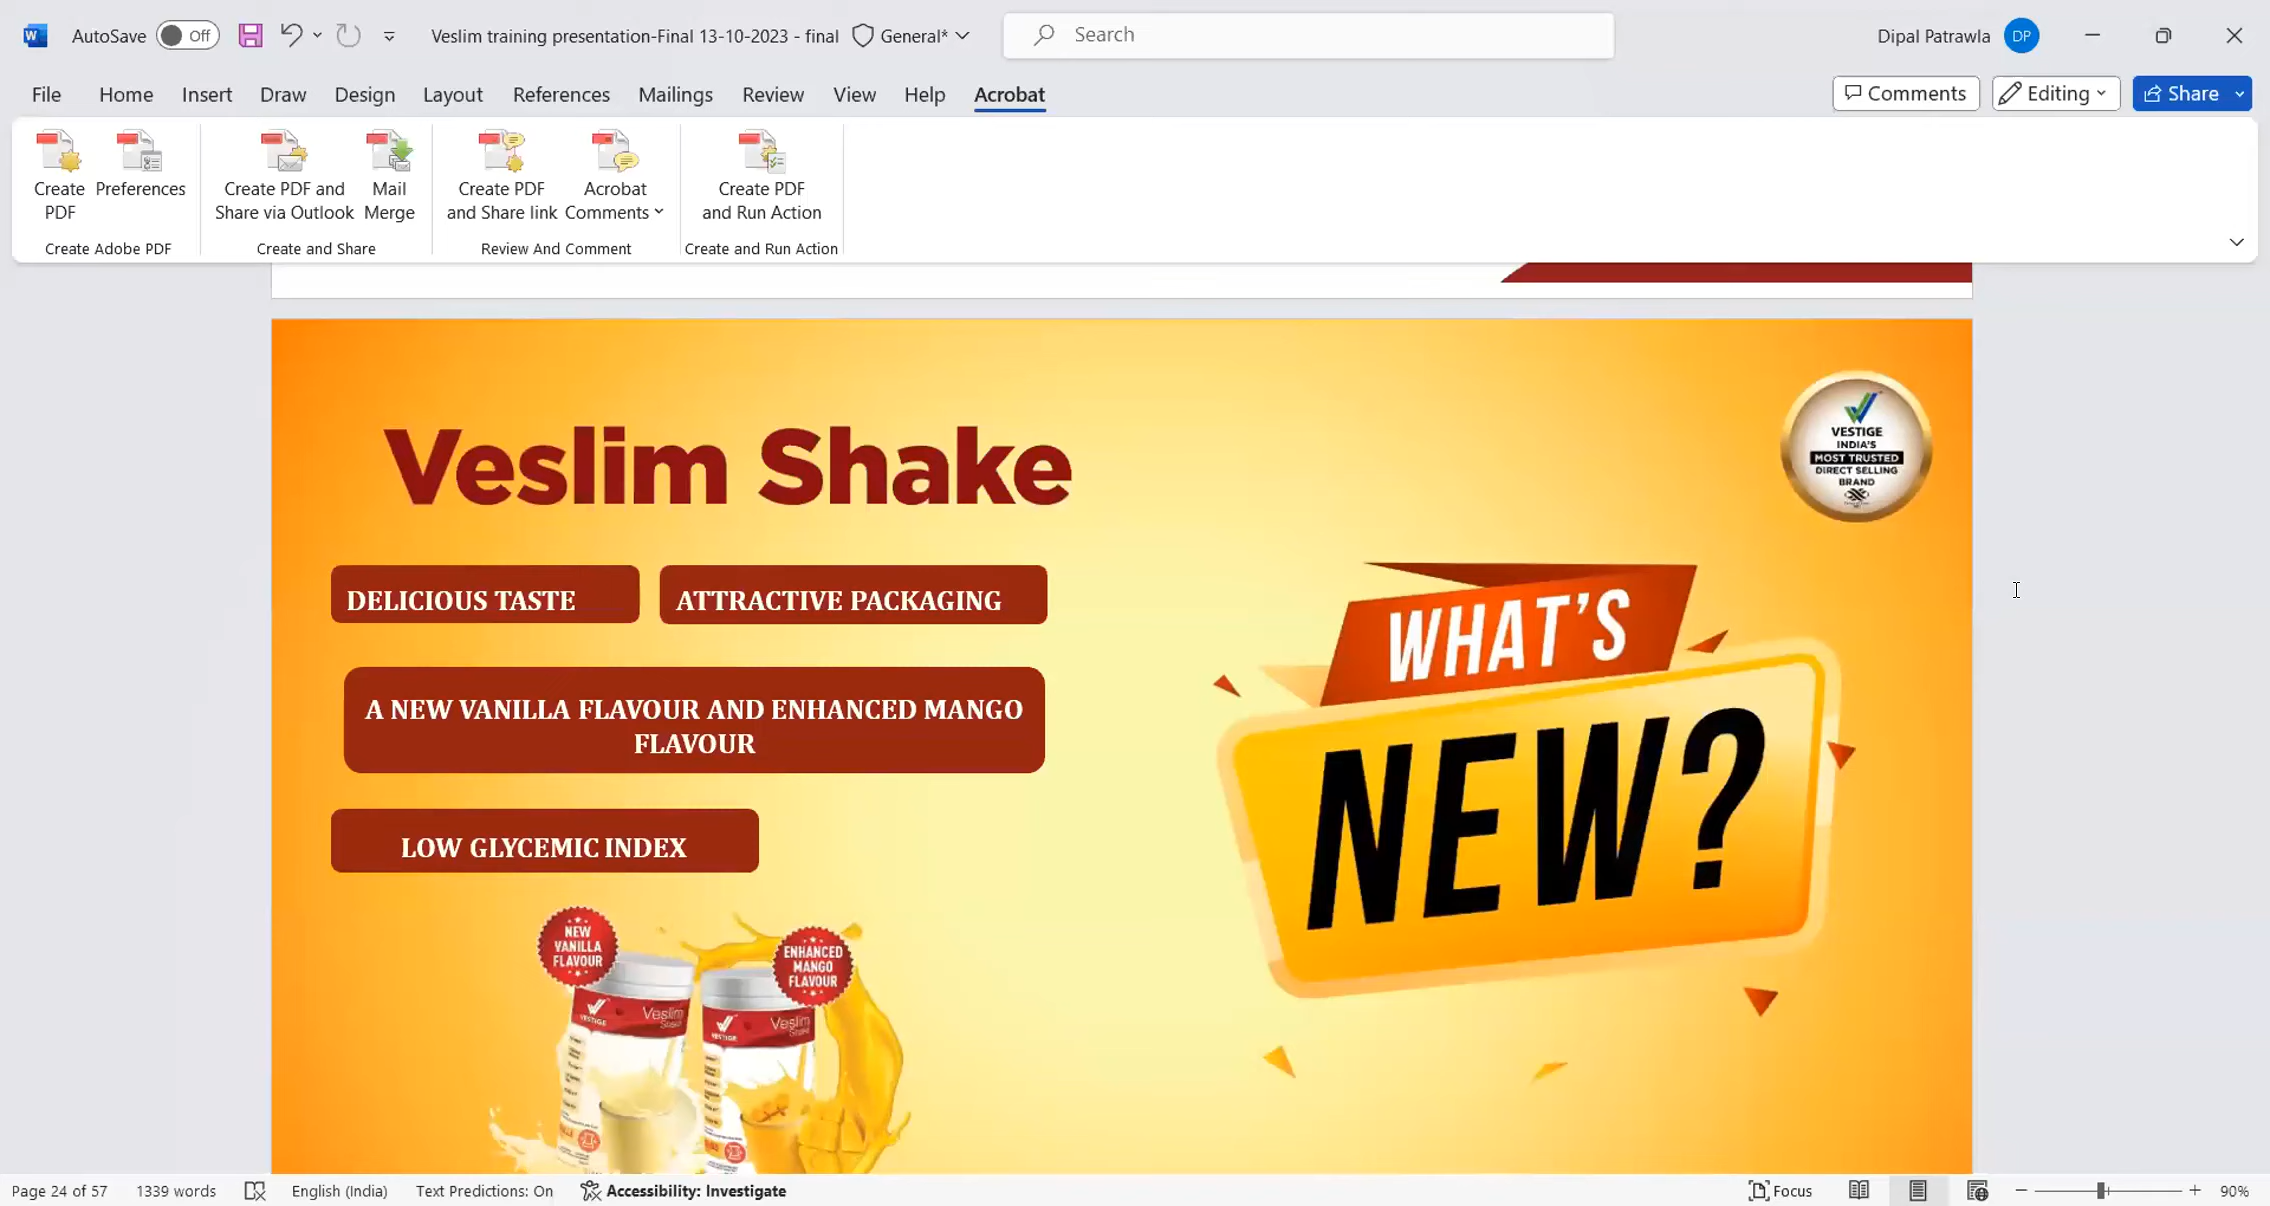 AutoSave Off Veslim training presentation-Final 13-10-2023 - final General* Search Dipal Patrawla DP
File Home Insert Draw Design Layout References Mailings Review View Help Acrobat Comments Editing Share
Create PDF
Preferences
Create PDF and Share via Outlook
Mail Merge
Create PDF and Share link
Acrobat Comments
Create PDF and Run Action
Create Adobe PDF Create and Share Review And Comment Create and Run Action
Veslim Shake
VESTIGE
INDIA'S
MOST TRUSTED
DIRECT SELLING
BRAND
DELICIOUS TASTE
ATTRACTIVE PACKAGING
A NEW VANILLA FLAVOUR AND ENHANCED MANGO
FLAVOUR
LOW GLYCEMIC INDEX
WHAT'S
NEW?
NEW
VANILLA
FLAVOUR
ENHANCED
MANGO
FLAVOUR
VESTIGE
Veslim
Shake
VESTIGE
Veslim
Shake
Page 24 of 57 1339 words English (India) Text Predictions: On Accessibility: Investigate Focus 90%